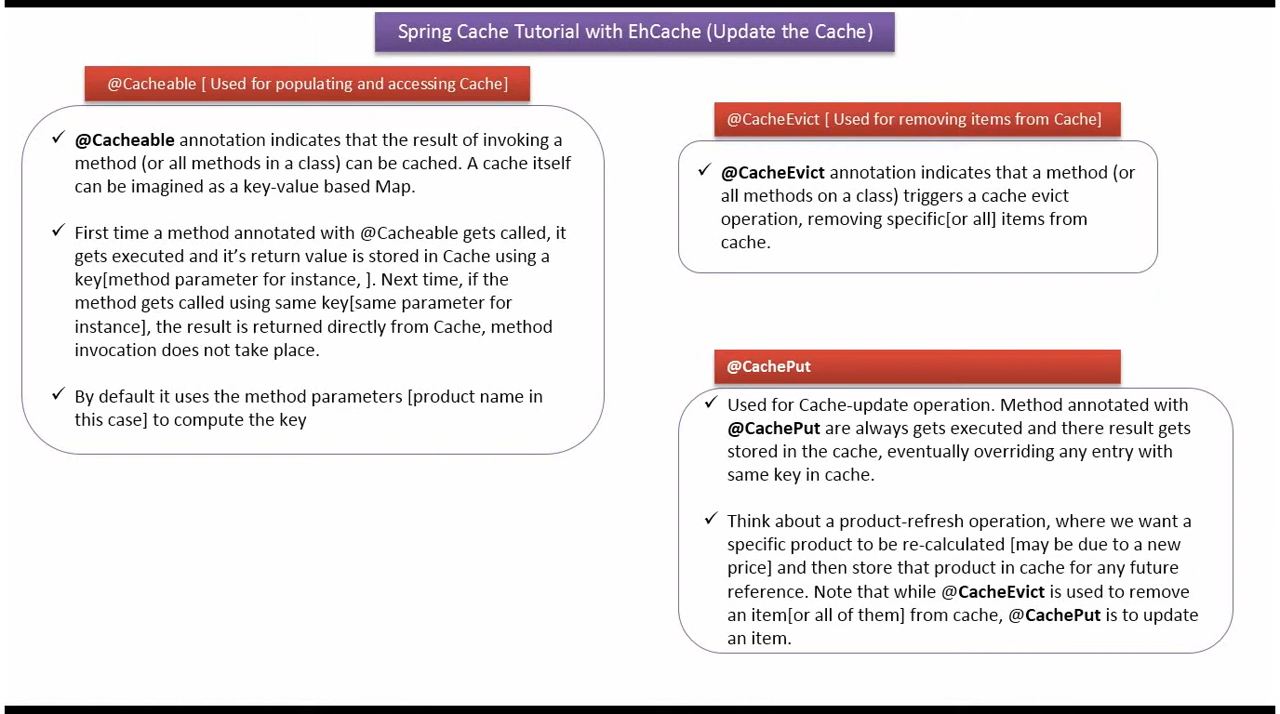 Spring Cache Tutorial with EhCache (Update the Cache)
@Cacheable [ Used for populating and accessing Cache]
✓ @Cacheable annotation indicates that the result of invoking a
method (or all methods in a class) can be cached. A cache itself
can be imagined as a key-value based Map.
✓ First time a method annotated with @Cacheable gets called, it
gets executed and it’s return value is stored in Cache using a
key[method parameter for instance, ]. Next time, if the
method gets called using same key[same parameter for
instance], the result is returned directly from Cache, method
invocation does not take place.
✓ By default it uses the method parameters [product name in
this case] to compute the key
@CacheEvict [ Used for removing items from Cache]
✓ @CacheEvict annotation indicates that a method (or
all methods on a class) triggers a cache evict
operation, removing specific[or all] items from
cache.
@CachePut
✓ Used for Cache-update operation. Method annotated with
@CachePut are always gets executed and there result gets
stored in the cache, eventually overriding any entry with
same key in cache.
✓ Think about a product-refresh operation, where we want a
specific product to be re-calculated [may be due to a new
price] and then store that product in cache for any future
reference. Note that while @CacheEvict is used to remove
an item[or all of them] from cache, @CachePut is to update
an item.